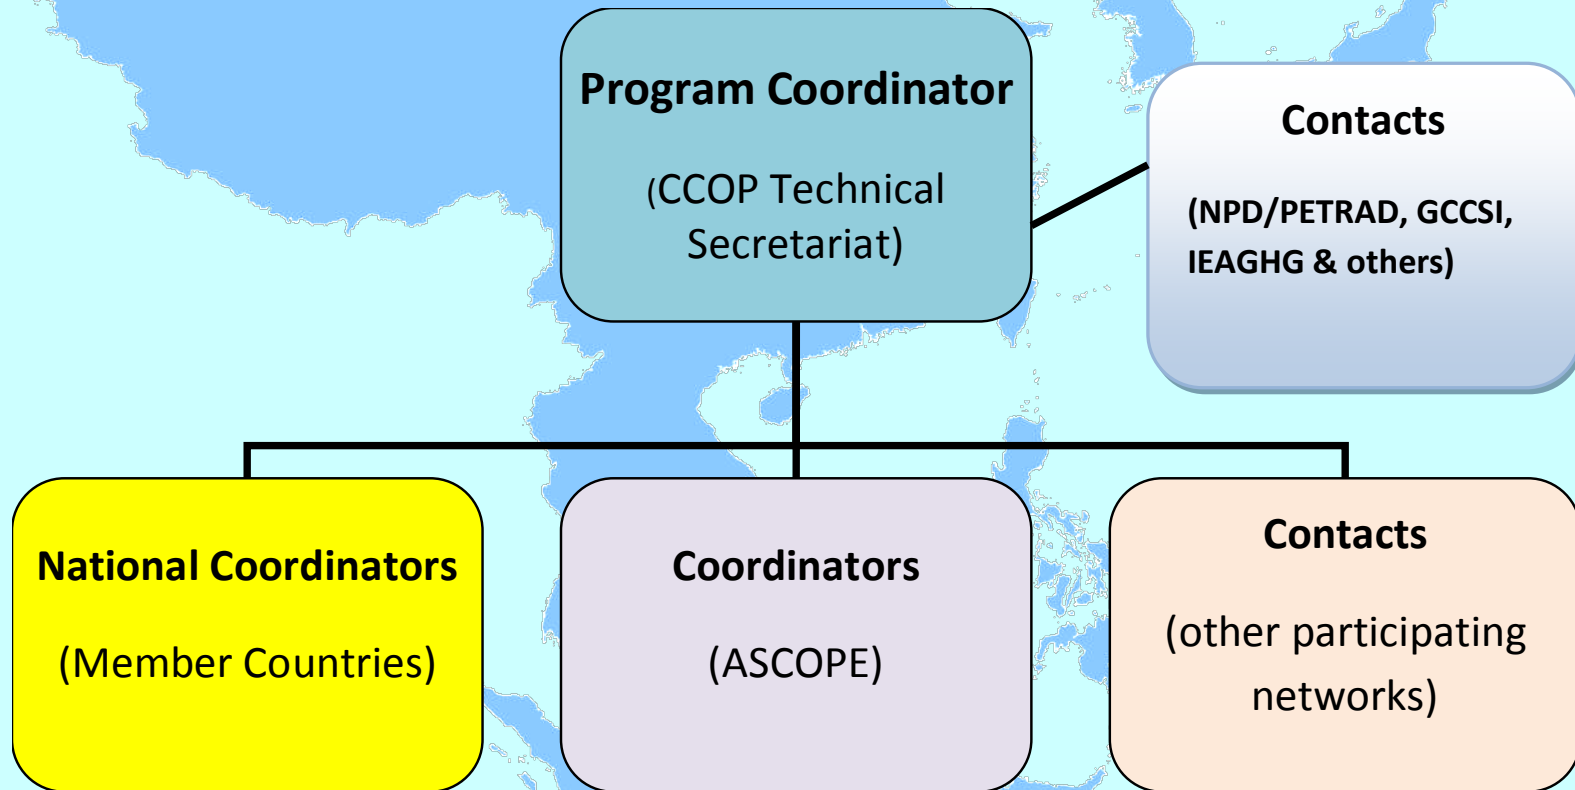 Program Coordinator
(CCOP Technical
Secretariat)
Contacts
(NPD/PETRAD, GCCSI,
IEAGHG & others)
National Coordinators
(Member Countries)
Coordinators
(ASCOPE)
Contacts
(other participating
networks)